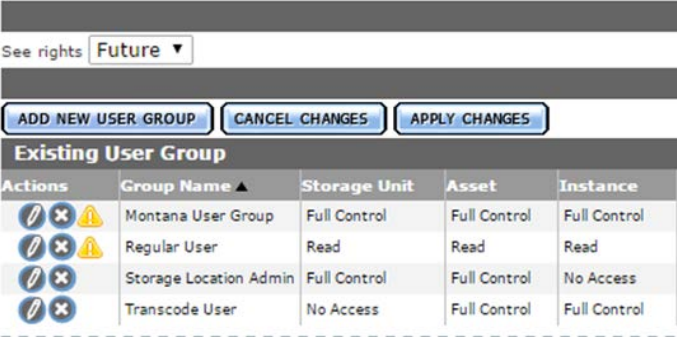 See rights Future ▼
ADD NEW USER GROUP CANCEL CHANGES APPLY CHANGES
Existing User Group
Actions Group Name ▲ Storage Unit Asset Instance
Montana User Group Full Control Full Control Full Control
Regular User Read Read Read
Storage Location Admin Full Control Full Control No Access
Transcode User No Access Full Control Full Control